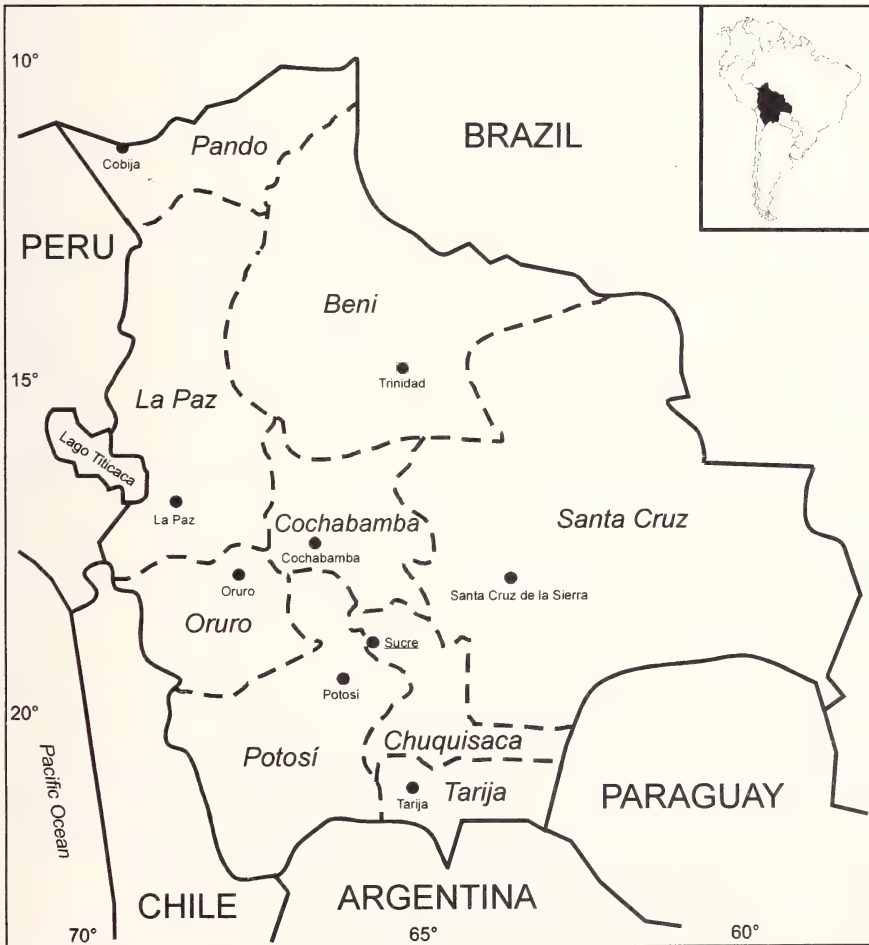 10°
BRAZIL
Pando
Cobija
PERU
Beni
15°
Trinidad
La Paz
Lago Titicaca
La Paz
Cochabamba
Santa Cruz
Cochabamba
Oruro
Santa Cruz de la Sierra
Oruro
Sucre
Potosí
20°
Chuquisaca
Potosí
Pacific Ocean
Tarija
Tarija
PARAGUAY
CHILE
ARGENTINA
70°
65°
60°